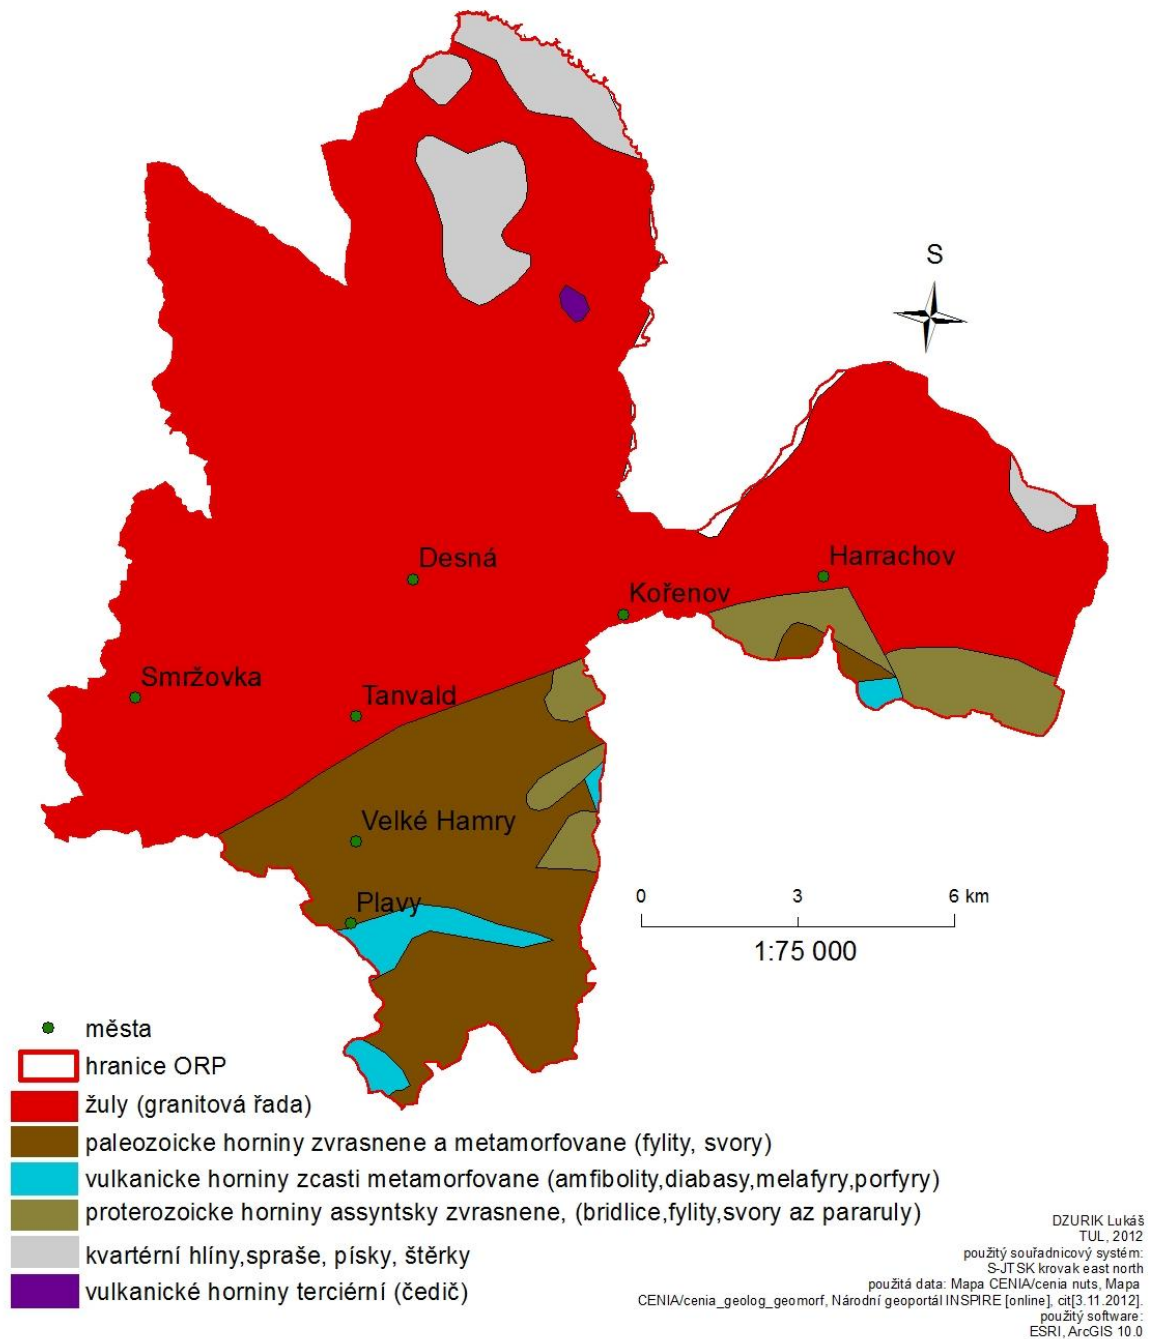 S
Desná
Harrachov
Kořenov
Smržovka
Tanvald
Velké Hamry
Plavy
0 3 6 km
1:75 000
města
hranice ORP
žuly (granitová řada)
paleozoicke horniny zvrasnene a metamorfovane (fylity, svory)
vulkanicke horniny zcasti metamorfovane (amfibolity,diabasy,melafyry,porfyry)
proterozoicke horniny assyntsky zvrasnene, (bridlice,fylity,svory az pararuly)
kvartérní hlíny,spraše, písky, štěrky
vulkanické horniny terciérní (čedič)
DZURIK Lukáš
TUL, 2012
použitý souřadnicový systém:
S-JTSK krovak east north
použitá data: Mapa CENIA/cenia nuts, Mapa
CENIA/cenia_geolog_geomorf, Národní geoportál INSPIRE [online], cit[3.11.2012].
použitý software:
ESRI, ArcGIS 10.0